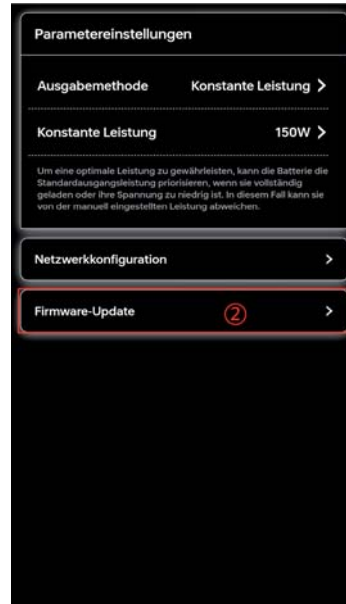 Parametereinstellungen
Ausgabemethode Konstante Leistung >
Konstante Leistung 150W >
Um eine optimale Leistung zu gewährleisten, kann die Batterie die
Standardausgangsleistung priorisieren, wenn sie vollständig
geladen oder ihre Spannung zu niedrig ist. In diesem Fall kann sie
von der manuell eingestellten Leistung abweichen.
Netzwerkkonfiguration >
Firmware-Update ② >